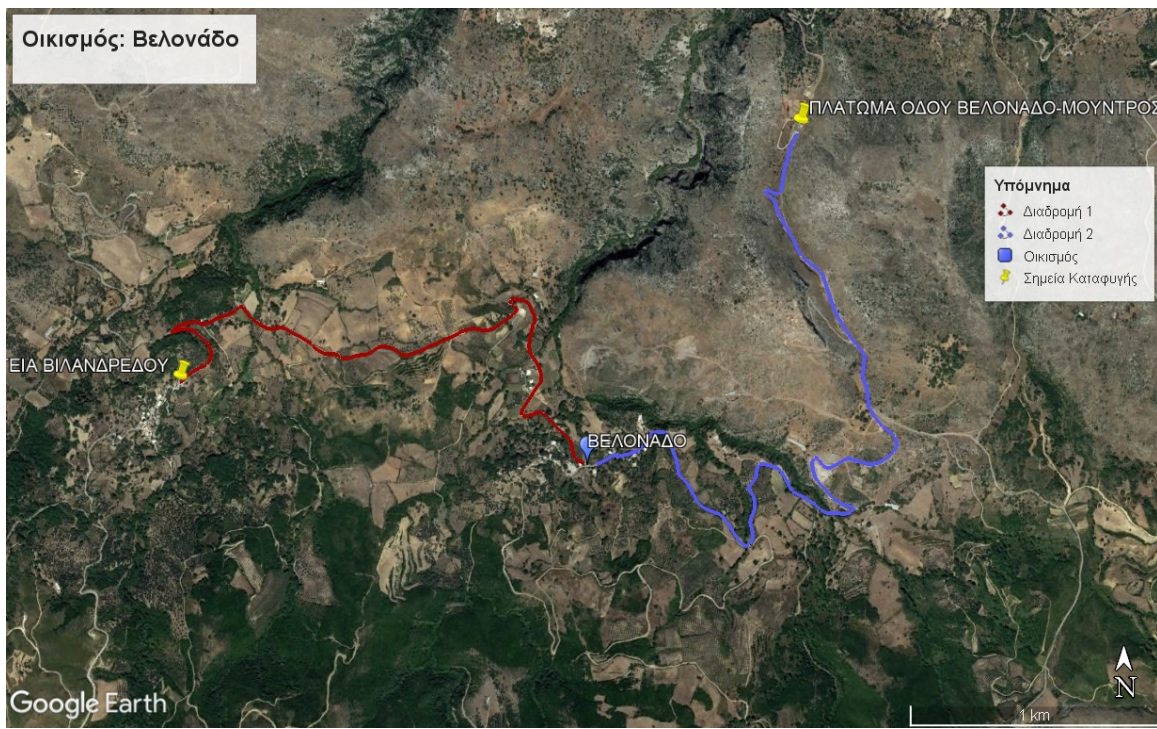 Οικισμός: Βελονάδο
ΠΛΑΤΩΜΑ ΟΔΟΥ ΒΕΛΟΝΑΔΟ-ΜΟΥΝΤΡΟΣ
Υπόμνημα
Διαδρομή 1
Διαδρομή 2
Οικισμός
Σημεία Καταφυγής
ΤΕΙΑ ΒΙΛΑΝΔΡΕΔΟΥ
ΒΕΛΟΝΑΔΟ
N
Google Earth
1 km